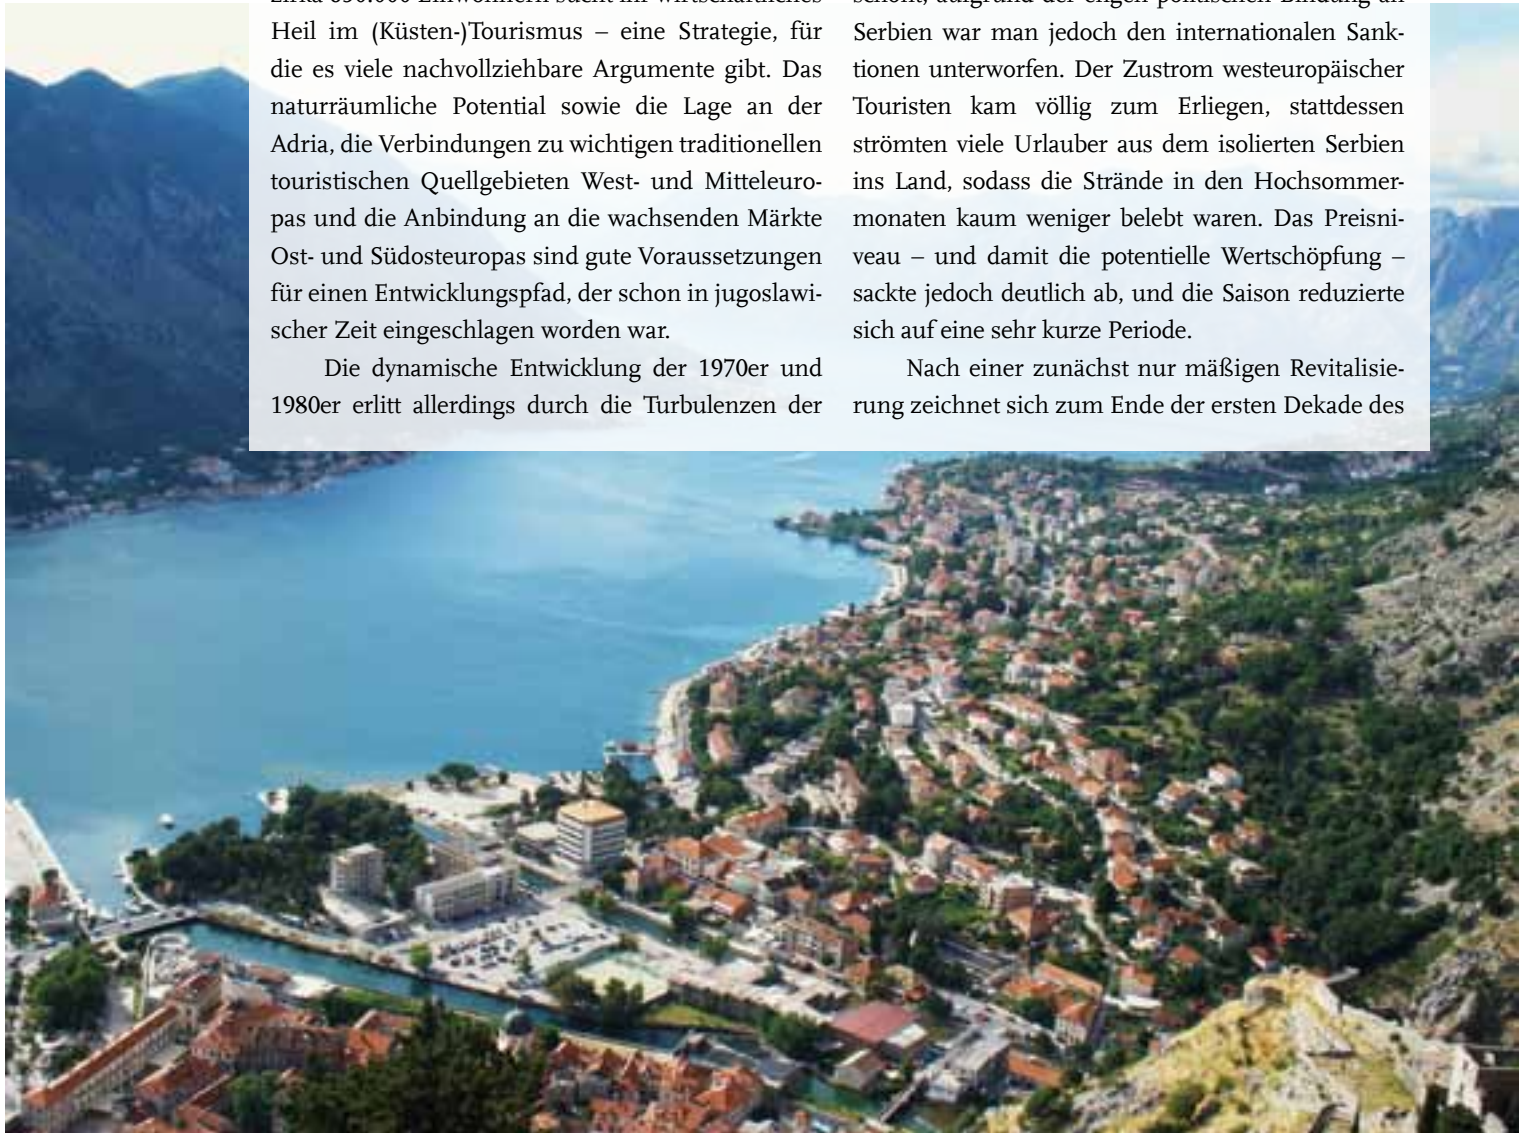 Heil im (Küsten-)Tourismus – eine Strategie, für
die es viele nachvollziehbare Argumente gibt. Das
naturräumliche Potential sowie die Lage an der
Adria, die Verbindungen zu wichtigen traditionellen
touristischen Quellgebieten West- und Mitteleuro-
pas und die Anbindung an die wachsenden Märkte
Ost- und Südosteuropas sind gute Voraussetzungen
für einen Entwicklungspfad, der schon in jugoslawi-
scher Zeit eingeschlagen worden war.
Die dynamische Entwicklung der 1970er und
1980er erlitt allerdings durch die Turbulenzen der
Serbien war man jedoch den internationalen Sank-
tionen unterworfen. Der Zustrom westeuropäischer
Touristen kam völlig zum Erliegen, stattdessen
strömten viele Urlauber aus dem isolierten Serbien
ins Land, sodass die Strände in den Hochsommer-
monaten kaum weniger belebt waren. Das Preisni-
veau – und damit die potentielle Wertschöpfung –
sackte jedoch deutlich ab, und die Saison reduzierte
sich auf eine sehr kurze Periode.
Nach einer zunächst nur mäßigen Revitalisie-
rung zeichnet sich zum Ende der ersten Dekade des